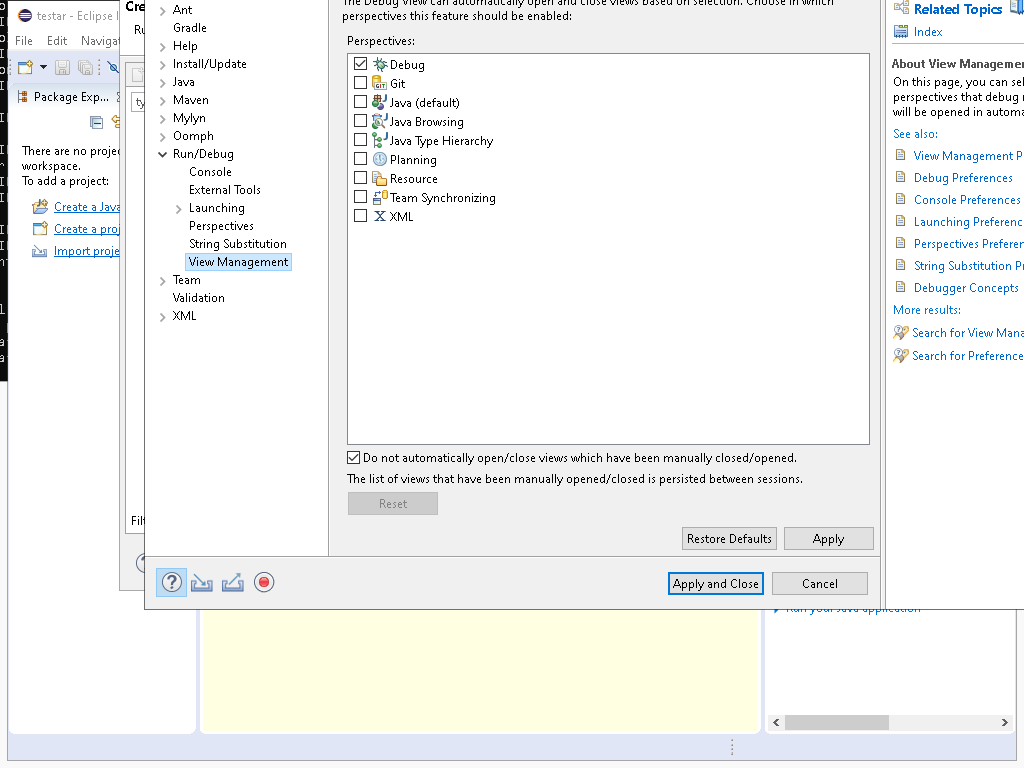 testar - Eclipse I
File Edit Navigat
Package Exp...
There are no proje
workspace.
To add a project:
Create a Java
Create a proj
Import proje
Cre
Ru
ty
Filt
Ant
Gradle
Help
Install/Update
Java
Maven
Mylyn
Oomph
Run/Debug
Console
External Tools
Launching
Perspectives
String Substitution
View Management
Team
Validation
XML
The Debug View can automatically open and close views based on selection. Choose in which
perspectives this feature should be enabled:
Perspectives:
Debug
Git
Java (default)
Java Browsing
Java Type Hierarchy
Planning
Resource
Team Synchronizing
XML
Do not automatically open/close views which have been manually closed/opened.
The list of views that have been manually opened/closed is persisted between sessions.
Reset
Restore Defaults Apply
Apply and Close Cancel
Related Topics
Index
About View Managemen
On this page, you can sel
perspectives that debug
will be opened in automa
See also:
View Management P
Debug Preferences
Console Preferences
Launching Preferenc
Perspectives Preferen
String Substitution Pr
Debugger Concepts
More results:
Search for View Mana
Search for Preference
Run your Java application